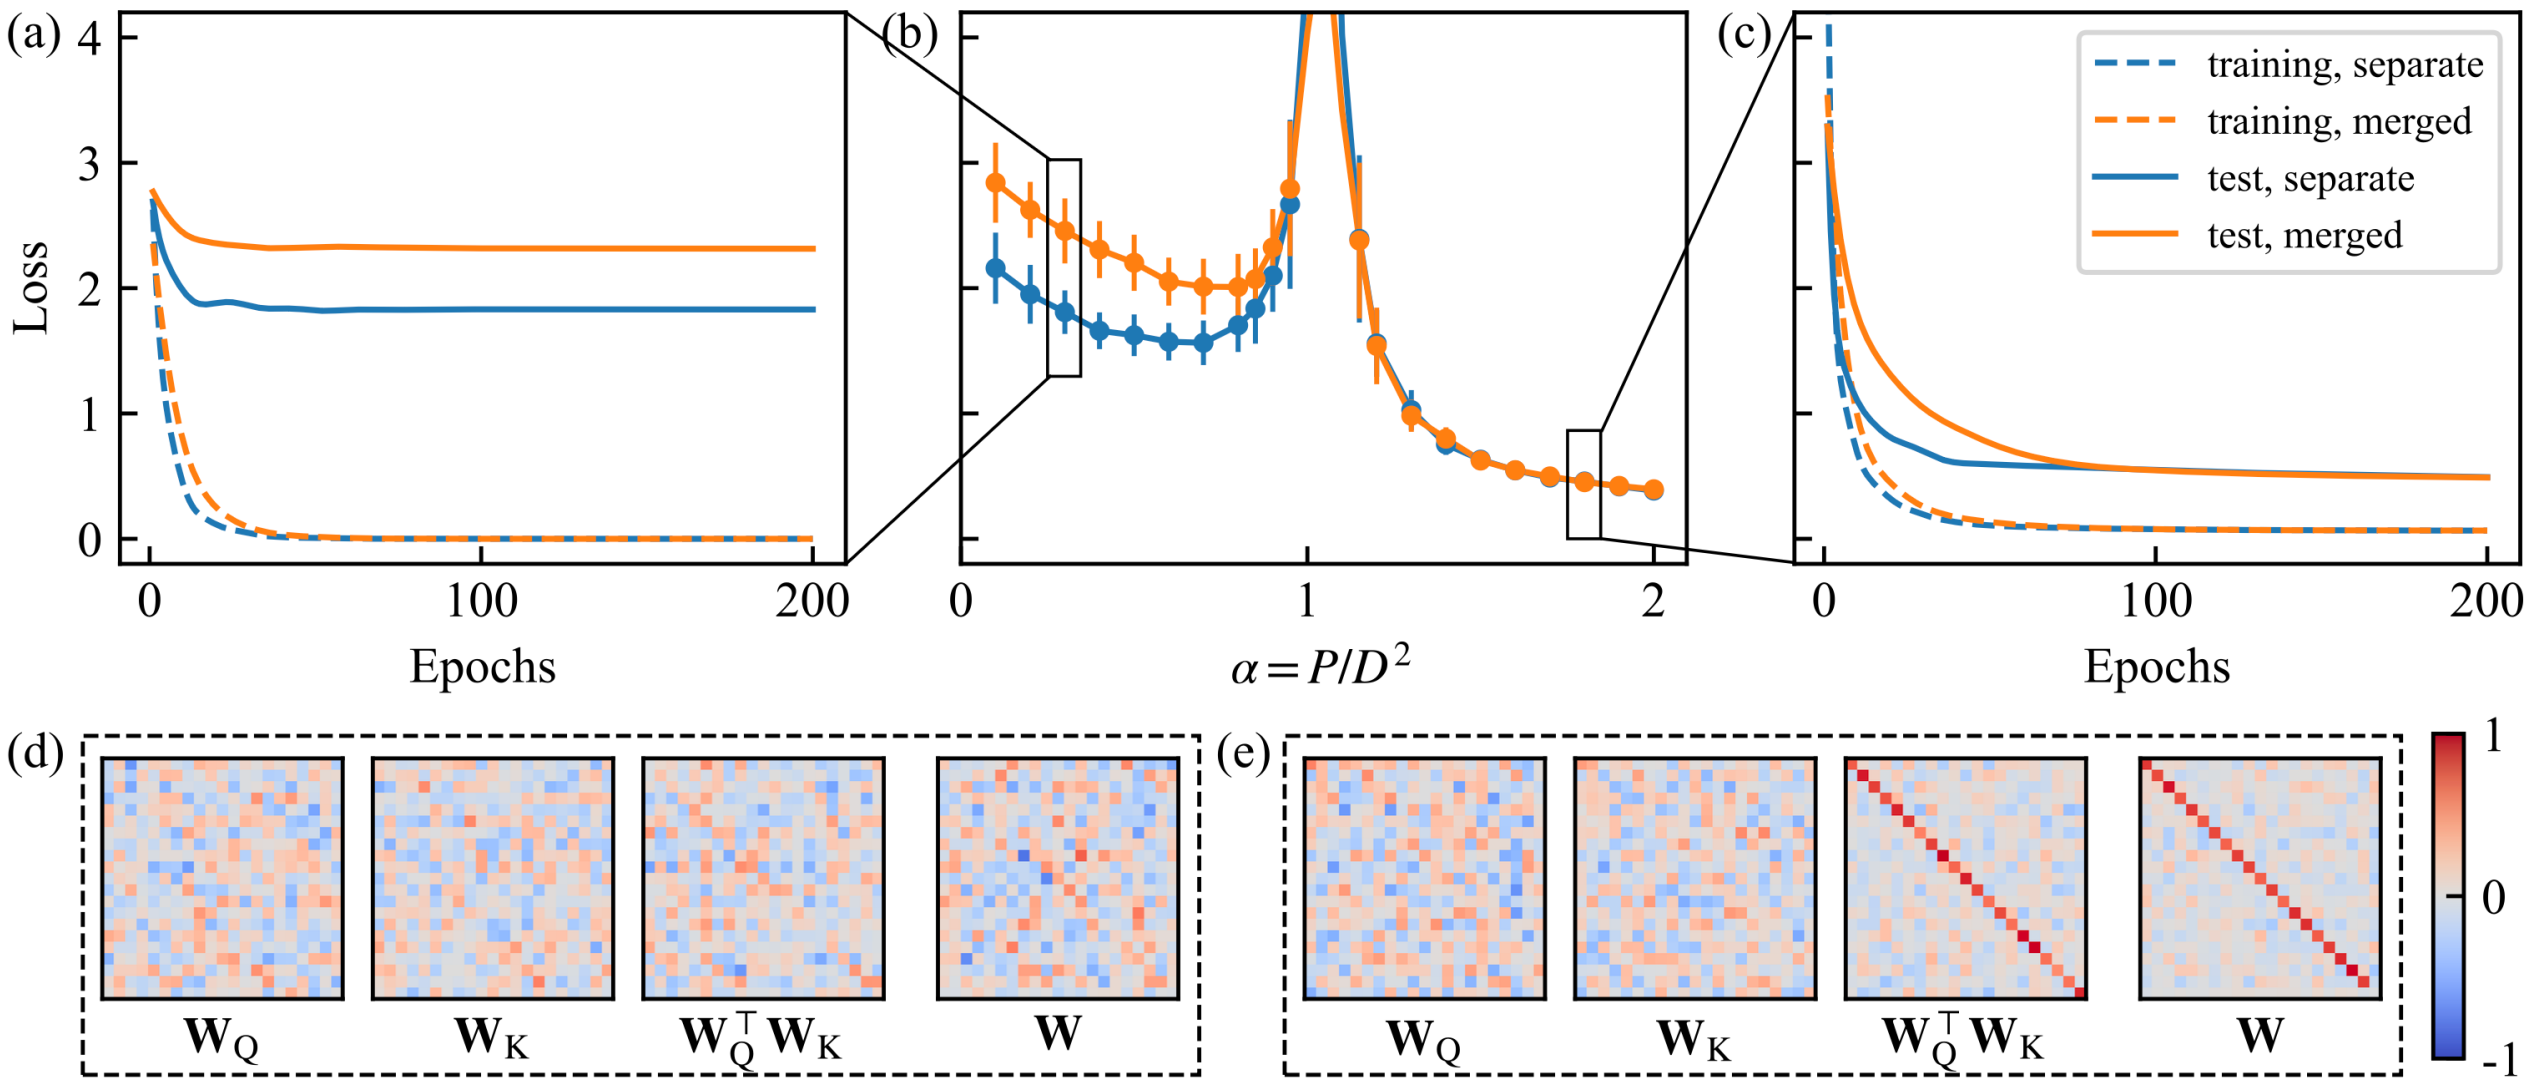 (a)
4
3
2
1
0
Loss
0 100 200
Epochs
(b)
0 1 2
α = P/D²
(c)
training, separate
training, merged
test, separate
test, merged
0 100 200
Epochs
(d)
W_Q
W_K
W_Q^⊤ W_K
W
(e)
W_Q
W_K
W_Q^⊤ W_K
W
1
0
-1